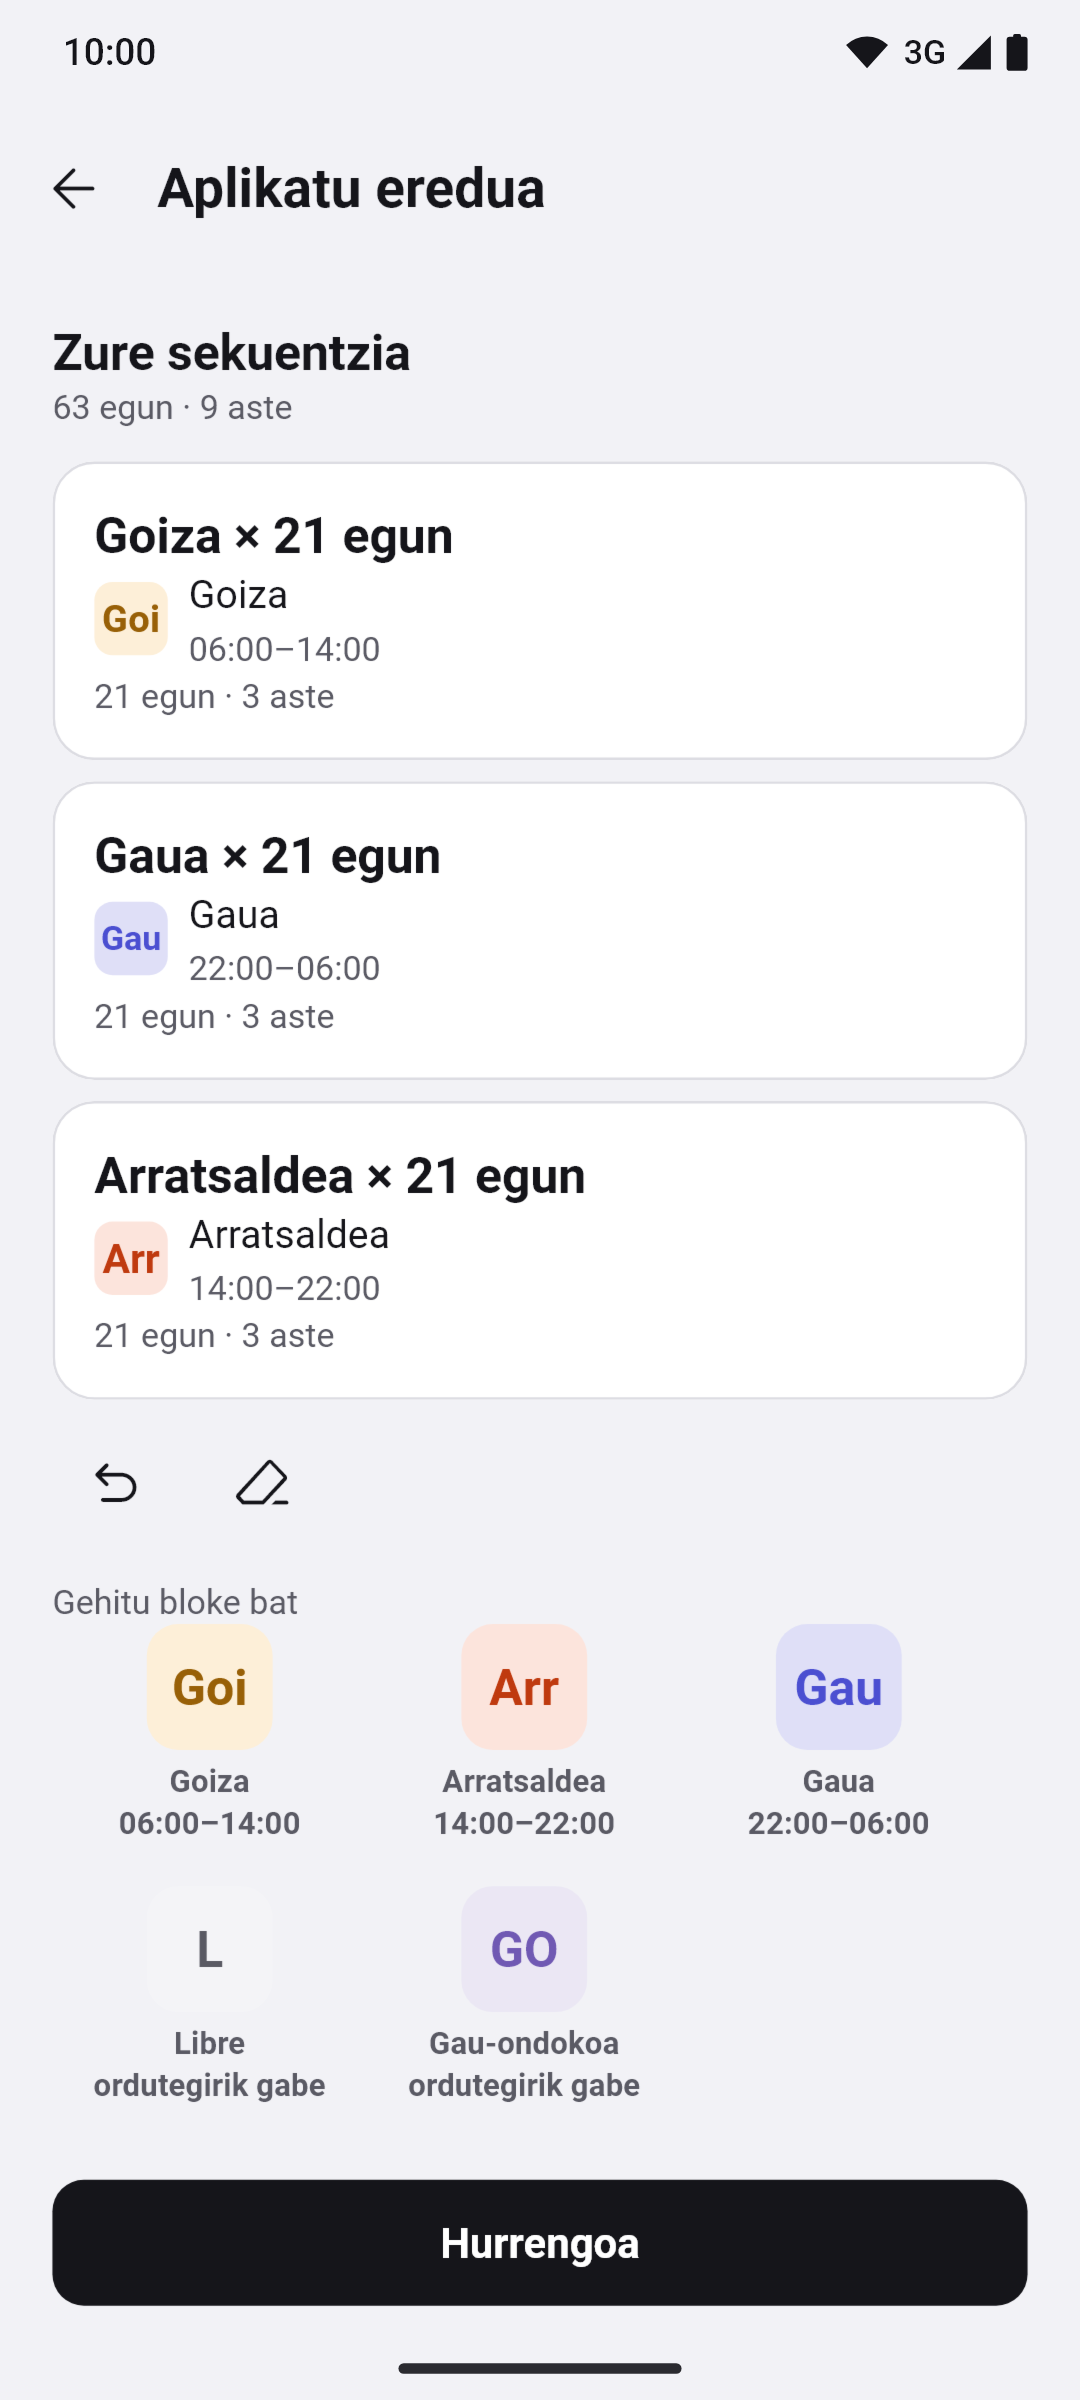 10:00
3G
Aplikatu eredua
Zure sekuentzia
63 egun · 9 aste
Goiza × 21 egun
Goi
Goiza
06:00–14:00
21 egun · 3 aste
Gaua × 21 egun
Gau
Gaua
22:00–06:00
21 egun · 3 aste
Arratsaldea × 21 egun
Arr
Arratsaldea
14:00–22:00
21 egun · 3 aste
Gehitu bloke bat
Goi
Arr
Gau
Goiza
Arratsaldea
Gaua
06:00–14:00
14:00–22:00
22:00–06:00
L
GO
Libre
Gau-ondokoa
ordutegirik gabe
ordutegirik gabe
Hurrengoa